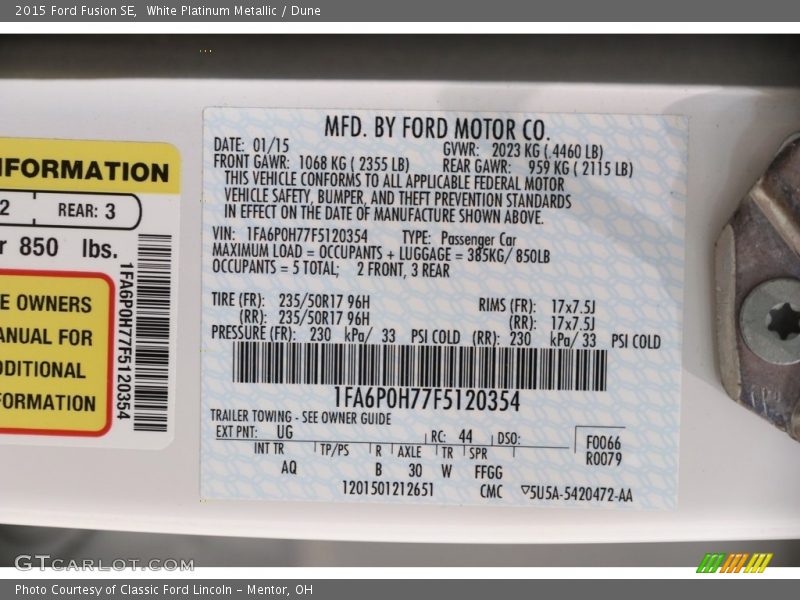 2015 Ford Fusion SE,  White Platinum Metallic / Dune
INFORMATION
2 REAR: 3
850 lbs.
E OWNERS
ANUAL FOR
DDITIONAL
FORMATION
1FA6P0H77F5120354
MFD. BY FORD MOTOR CO.
DATE: 01/15 GVWR: 2023 KG ( 4460 LB)
FRONT GAWR: 1068 KG ( 2355 LB) REAR GAWR: 959 KG ( 2115 LB)
THIS VEHICLE CONFORMS TO ALL APPLICABLE FEDERAL MOTOR
VEHICLE SAFETY, BUMPER, AND THEFT PREVENTION STANDARDS
IN EFFECT ON THE DATE OF MANUFACTURE SHOWN ABOVE.
VIN: 1FA6P0H77F5120354 TYPE: Passenger Car
MAXIMUM LOAD = OCCUPANTS + LUGGAGE = 385KG/ 850LB
OCCUPANTS = 5 TOTAL; 2 FRONT, 3 REAR
TIRE (FR): 235/50R17 96H RIMS (FR): 17x7.5J
(RR): 235/50R17 96H (RR): 17x7.5J
PRESSURE (FR): 230 kPa/ 33 PSI COLD (RR): 230 kPa/ 33 PSI COLD
1FA6P0H77F5120354
TRAILER TOWING - SEE OWNER GUIDE
EXT PNT: UG RC: 44 DSO: F0066
INT TR TP/PS R AXLE TR SPR R0079
AQ B 30 W FFGG
1201501212651 CMC ▽5U5A-5420472-AA
GTCarLot.com
Photo Courtesy of Classic Ford Lincoln - Mentor, OH